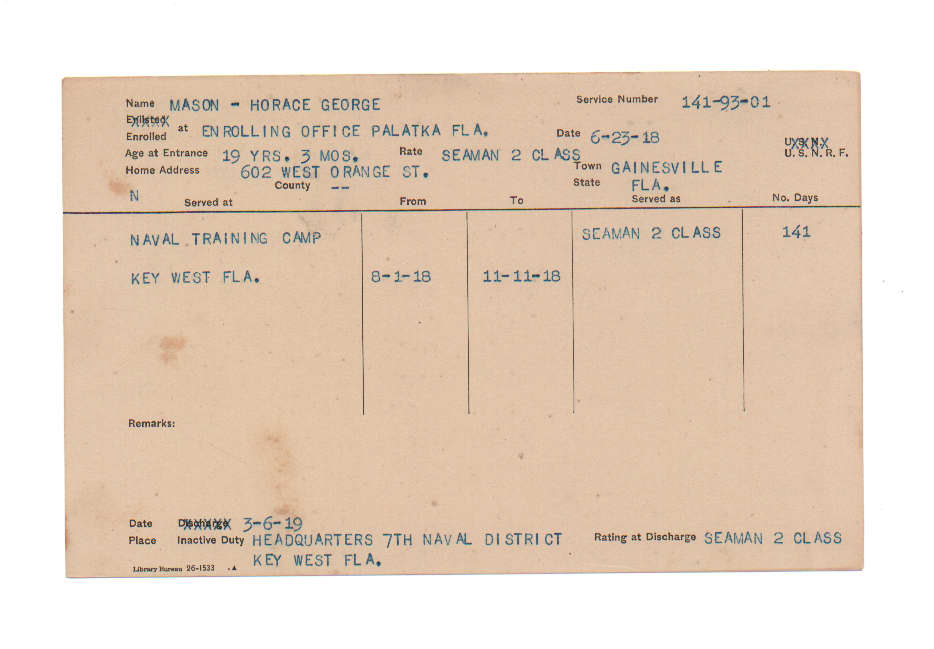 Name MASON - HORACE GEORGE Service Number 141-93-01
Enlisted
Enrolled at ENROLLING OFFICE PALATKA FLA. Date 6-23-18 U.S.N.
U.S.N.R.F.
Age at Entrance 19 YRS. 3 MOS. Rate SEAMAN 2 CLASS
Home Address 602 WEST ORANGE ST. Town GAINESVILLE
County -- State FLA.
N Served at From To Served as No. Days
NAVAL TRAINING CAMP SEAMAN 2 CLASS 141
KEY WEST FLA. 8-1-18 11-11-18
Remarks:
Date Discharge 3-6-19
Place Inactive Duty HEADQUARTERS 7TH NAVAL DISTRICT Rating at Discharge SEAMAN 2 CLASS
KEY WEST FLA.
Library Bureau 26-1533 .▲